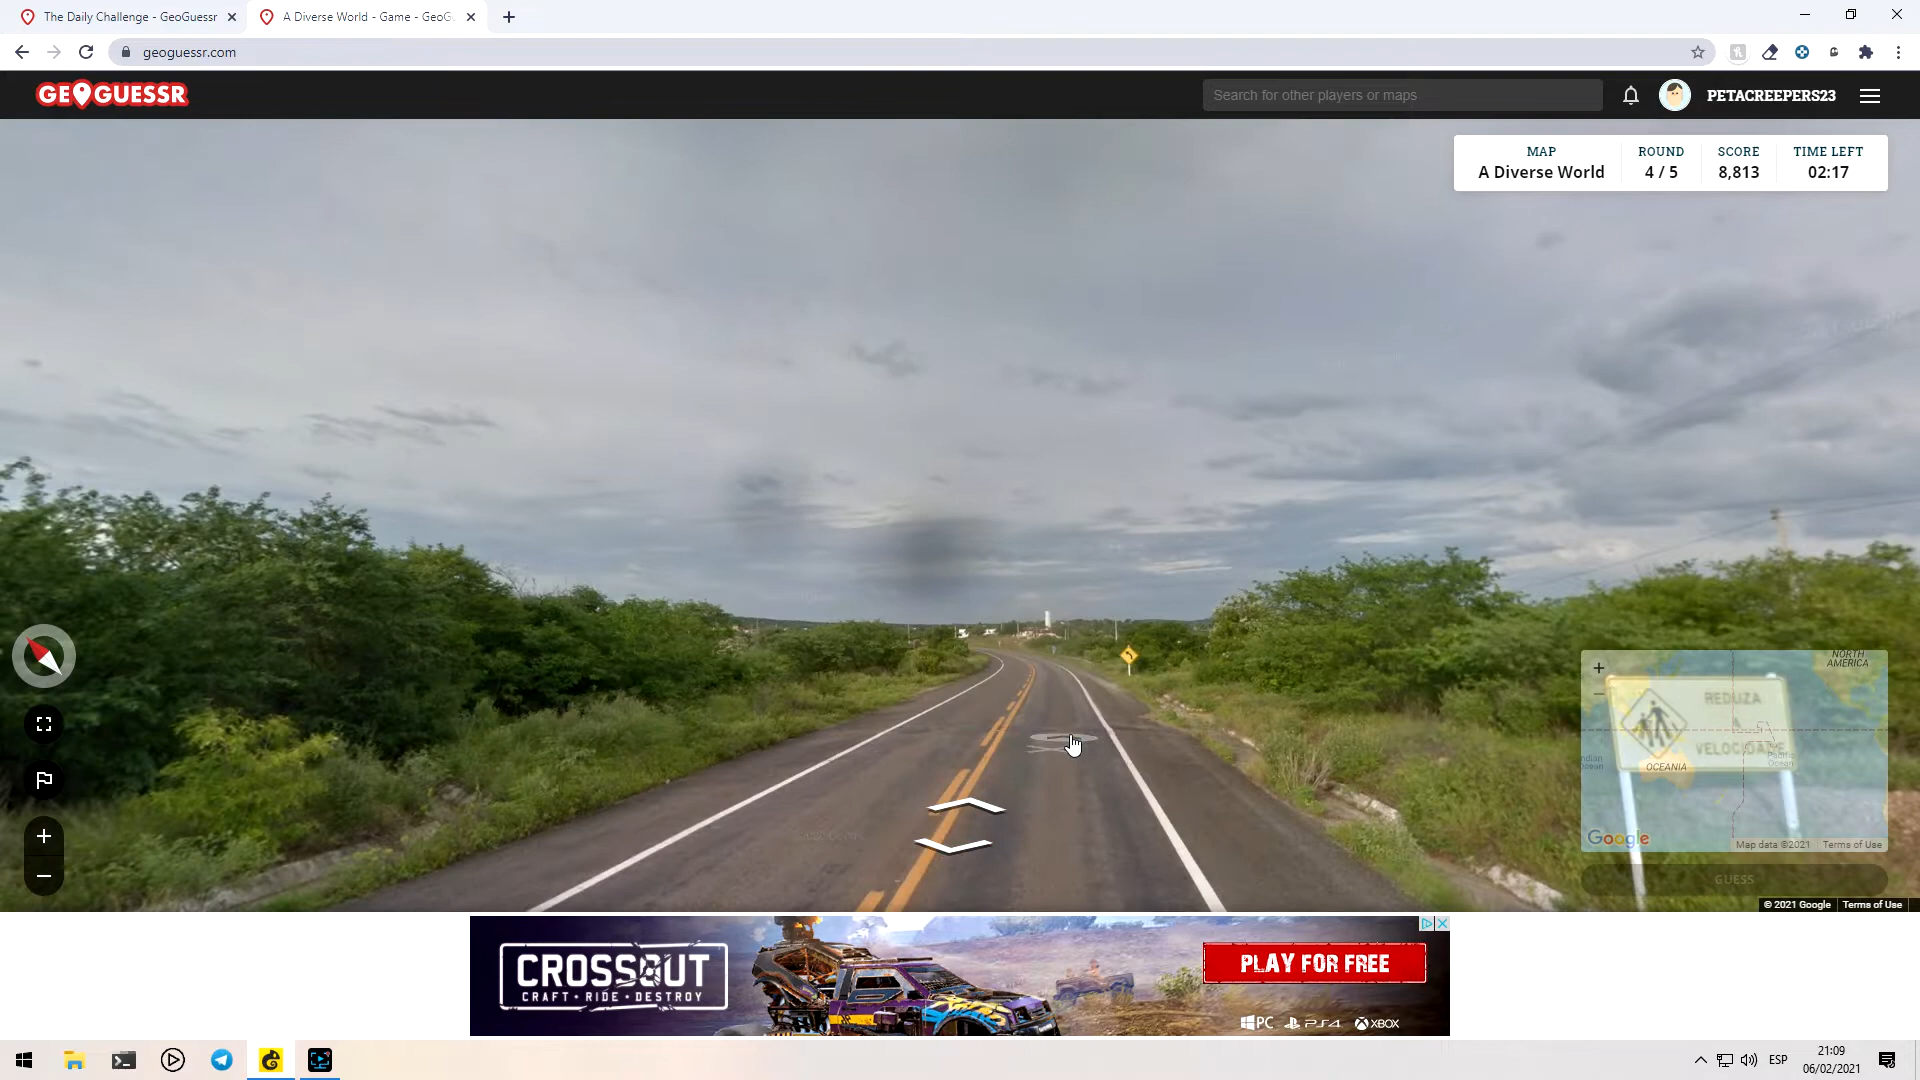 The Daily Challenge - GeoGuessr
A Diverse World - Game - GeoG
geoguessr.com
GEOGUESSR
Search for other players or maps
PETACREEPERS23
MAP
A Diverse World
ROUND
4 / 5
SCORE
8,813
TIME LEFT
02:17
NORTH
AMERICA
REDUZA
A
VELOCIDADE
Pacific
Ocean
OCEANIA
Google
Map data ©2021
Terms of Use
GUESS
© 2021 Google
Terms of Use
CROSSOUT
CRAFT • RIDE • DESTROY
PLAY FOR FREE
PC
PS4
XBOX
ESP
21:09
06/02/2021